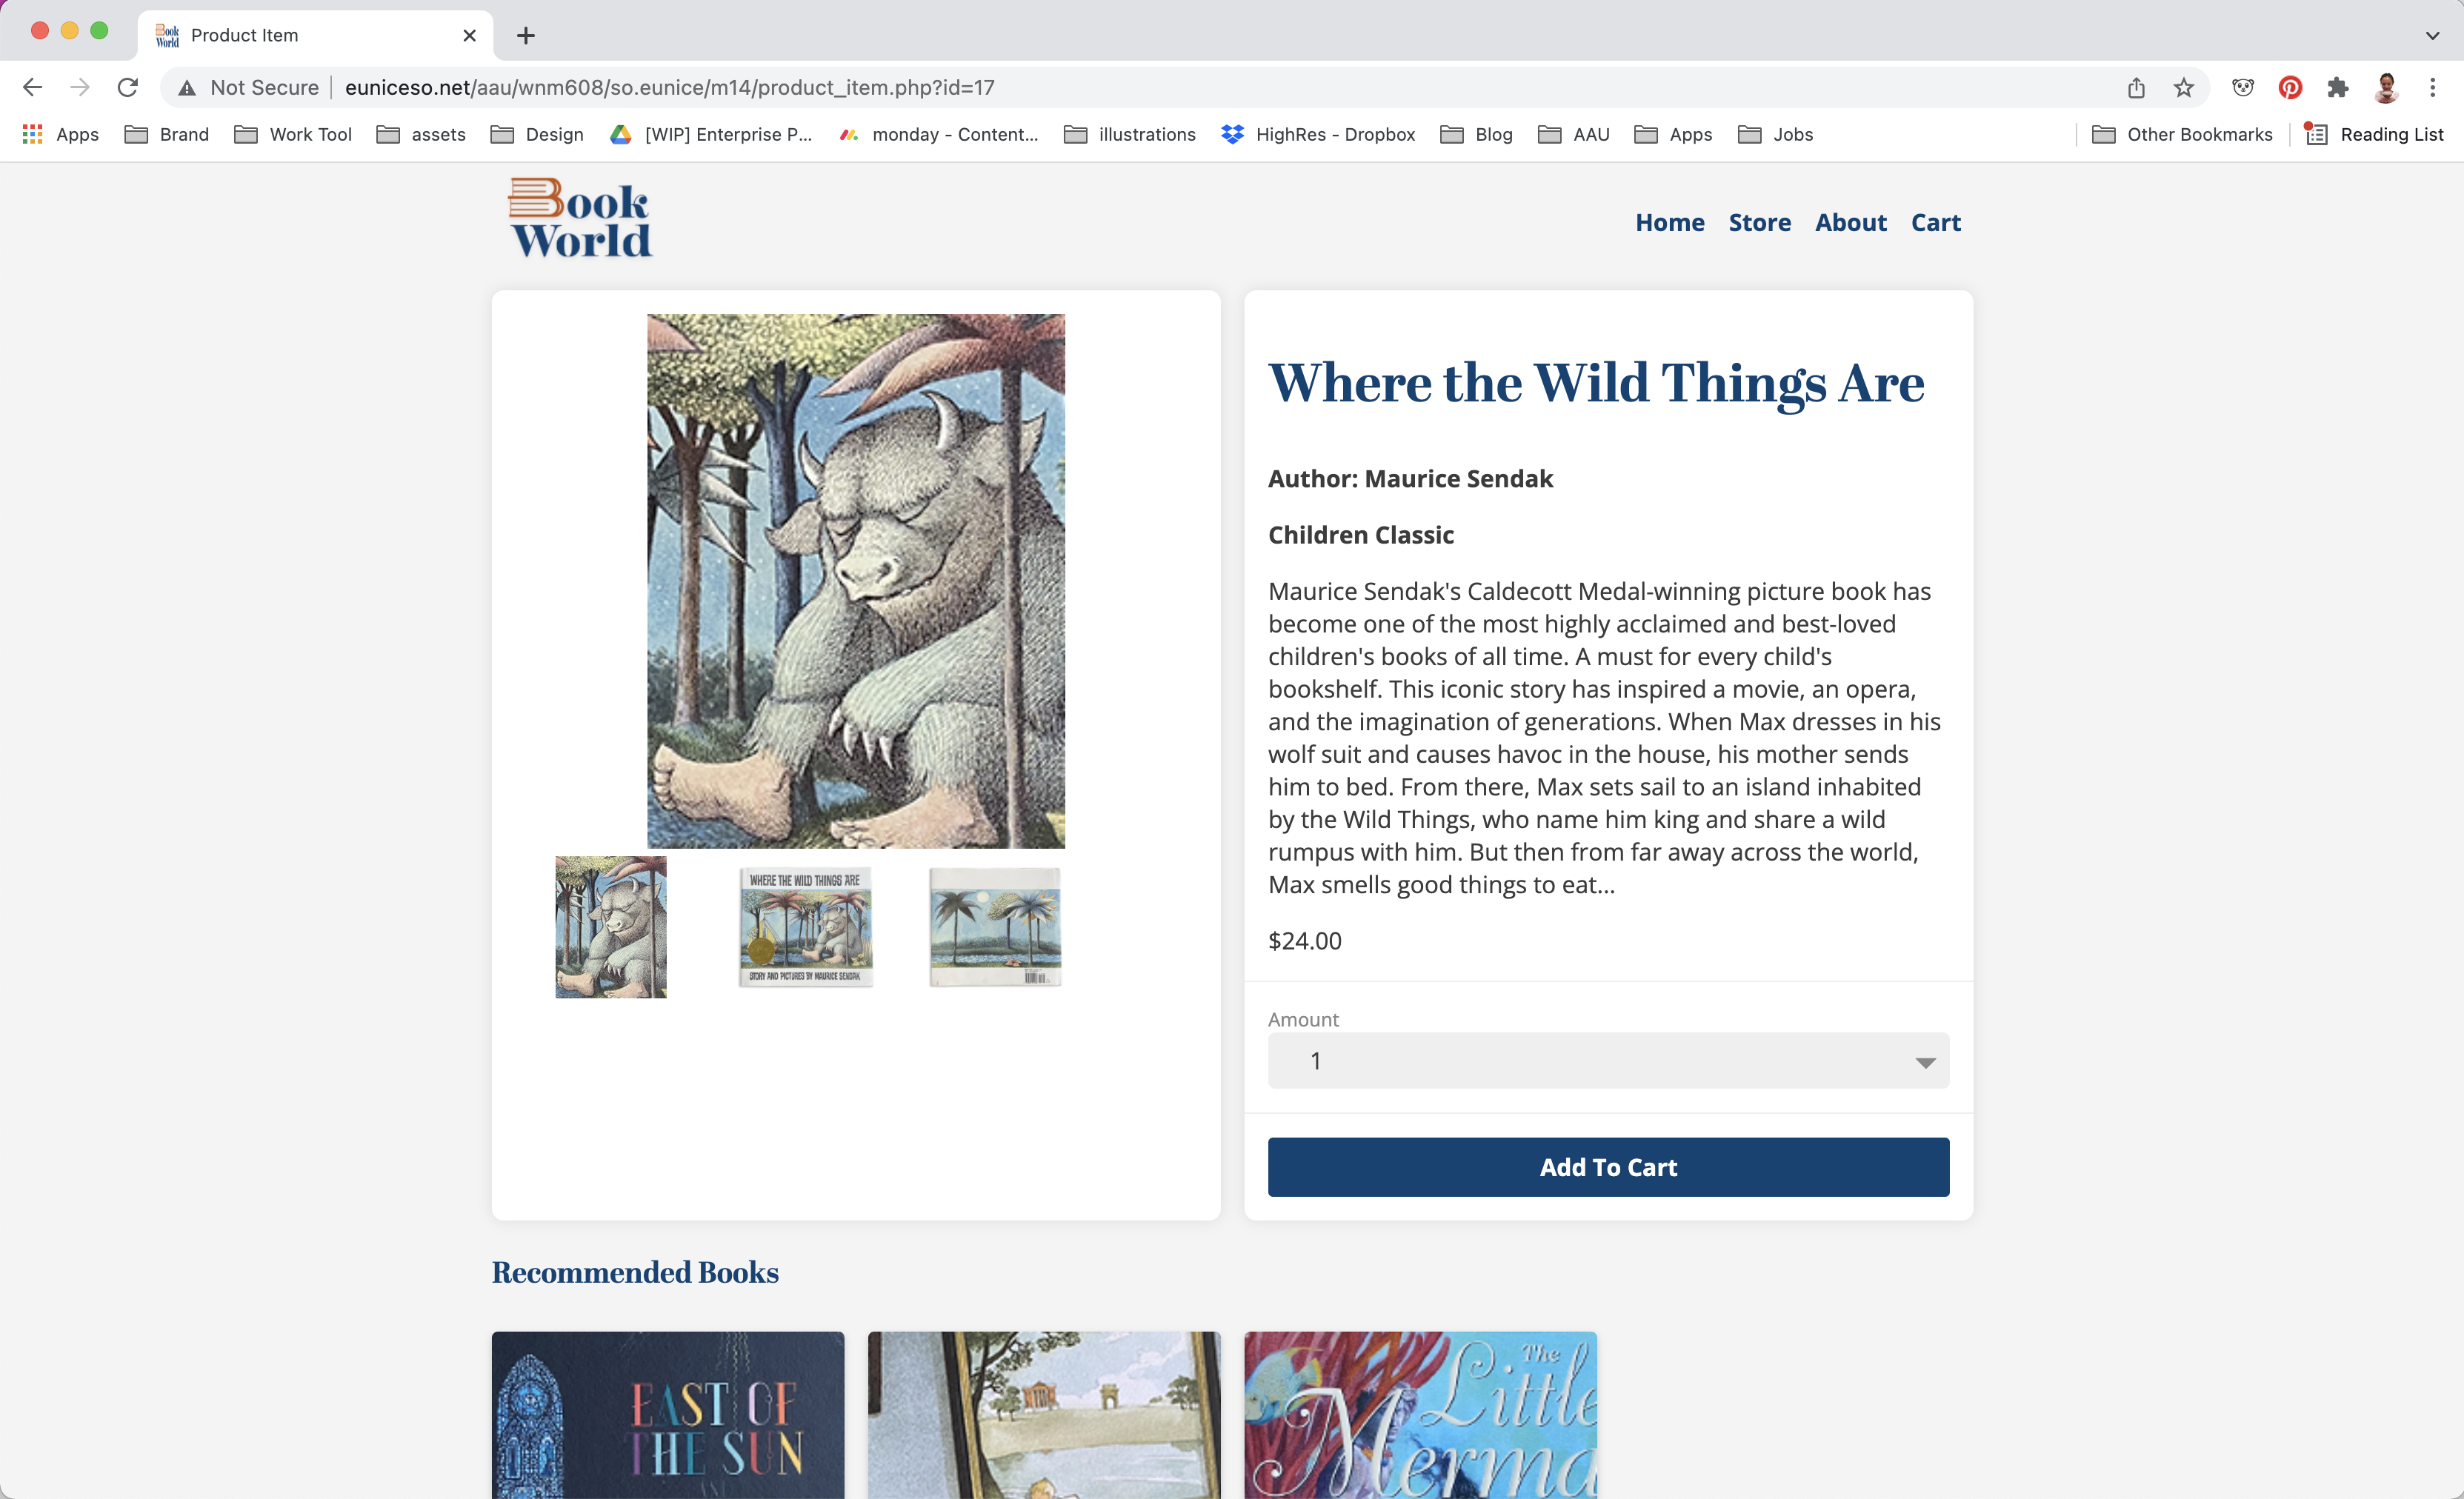 Book World
Product Item
Not Secure
euniceso.net/aau/wnm608/so.eunice/m14/product_item.php?id=17
Apps
Brand
Work Tool
assets
Design
[WIP] Enterprise P...
monday - Content...
illustrations
HighRes - Dropbox
Blog
AAU
Apps
Jobs
Other Bookmarks
Reading List
Book
World
Home
Store
About
Cart
WHERE THE WILD THINGS ARE
STORY AND PICTURES BY MAURICE SENDAK
Where the Wild Things Are
Author: Maurice Sendak
Children Classic
Maurice Sendak's Caldecott Medal-winning picture book has
become one of the most highly acclaimed and best-loved
children's books of all time. A must for every child's
bookshelf. This iconic story has inspired a movie, an opera,
and the imagination of generations. When Max dresses in his
wolf suit and causes havoc in the house, his mother sends
him to bed. From there, Max sets sail to an island inhabited
by the Wild Things, who name him king and share a wild
rumpus with him. But then from far away across the world,
Max smells good things to eat...
$24.00
Amount
1
Add To Cart
Recommended Books
EAST OF
THE SUN
The
Little
Merma